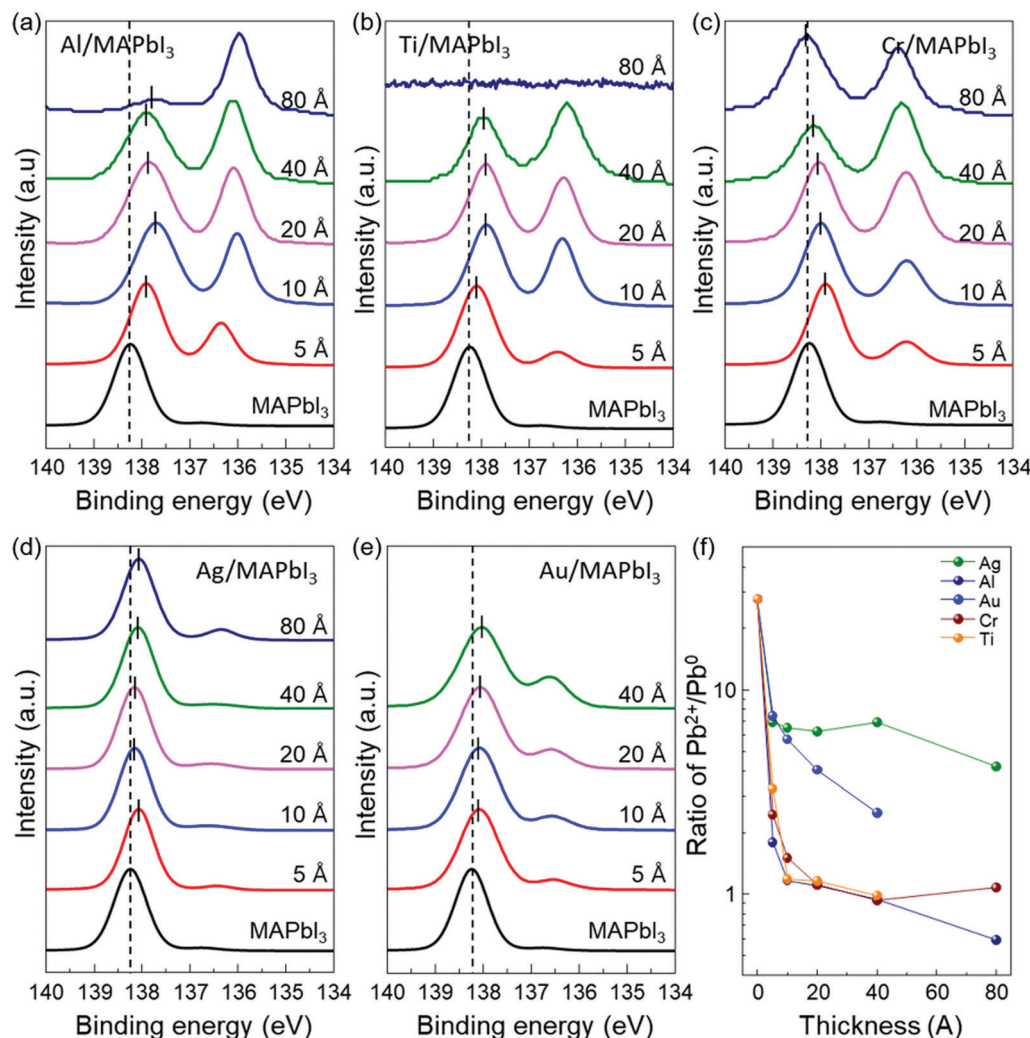 (a)
Al/MAPbI₃
80 Å
40 Å
20 Å
10 Å
5 Å
MAPbI₃
Intensity (a.u.)
140 139 138 137 136 135 134
Binding energy (eV)
(b)
Ti/MAPbI₃
80 Å
40 Å
20 Å
10 Å
5 Å
MAPbI₃
Intensity (a.u.)
140 139 138 137 136 135 134
Binding energy (eV)
(c)
Cr/MAPbI₃
80 Å
40 Å
20 Å
10 Å
5 Å
MAPbI₃
Intensity (a.u.)
140 139 138 137 136 135 134
Binding energy (eV)
(d)
Ag/MAPbI₃
80 Å
40 Å
20 Å
10 Å
5 Å
MAPbI₃
Intensity (a.u.)
140 139 138 137 136 135 134
Binding energy (eV)
(e)
Au/MAPbI₃
40 Å
20 Å
10 Å
5 Å
MAPbI₃
Intensity (a.u.)
140 139 138 137 136 135 134
Binding energy (eV)
(f)
Ag
Al
Au
Cr
Ti
Ratio of Pb²⁺/Pb⁰
10
1
0 20 40 60 80
Thickness (A)